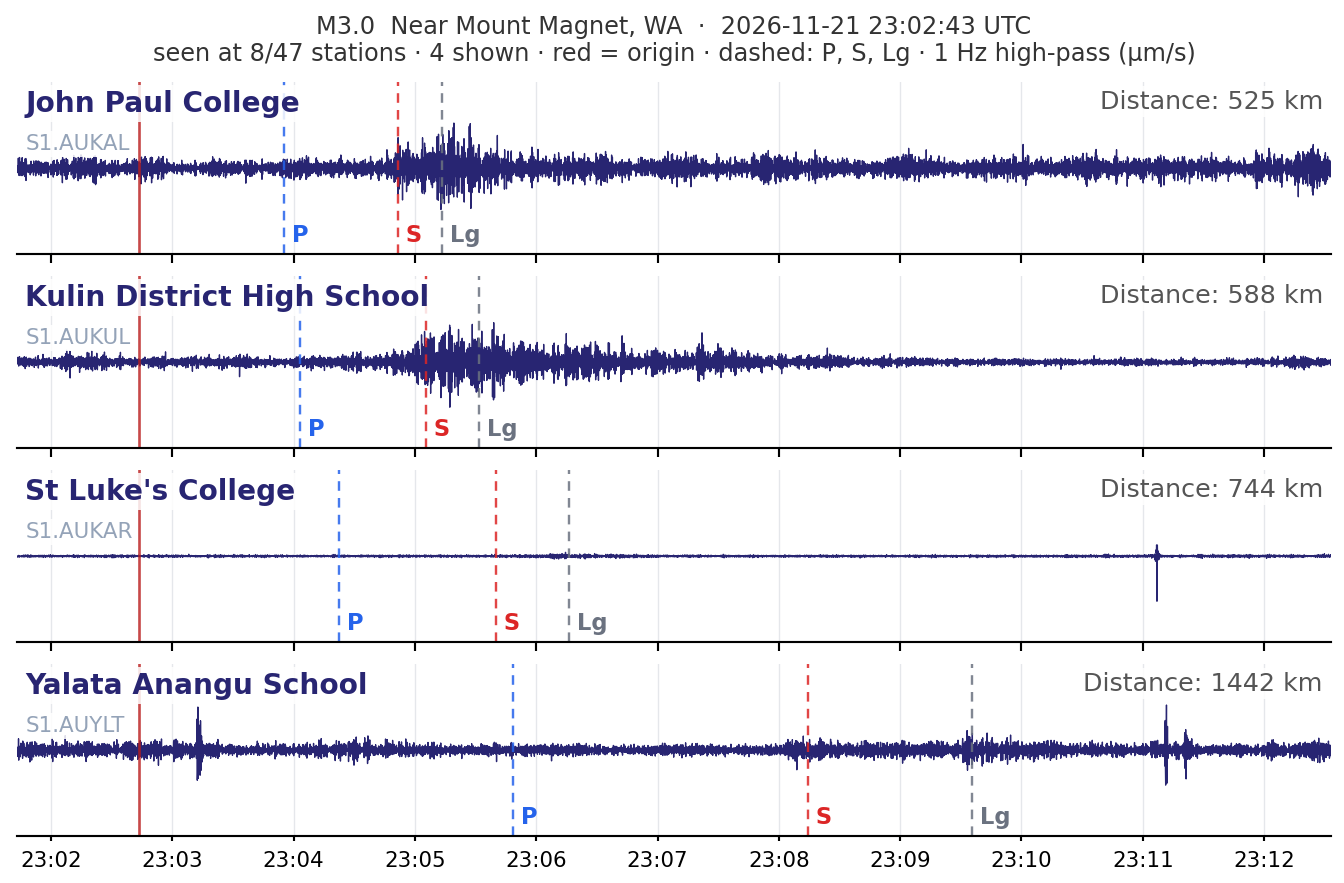 M3.0  Near Mount Magnet, WA  ·  2026-11-21 23:02:43 UTC
seen at 8/47 stations · 4 shown · red = origin · dashed: P, S, Lg · 1 Hz high-pass (µm/s)
John Paul College
Distance: 525 km
S1.AUKAL
P
S
Lg
Kulin District High School
Distance: 588 km
S1.AUKUL
P
S
Lg
St Luke's College
Distance: 744 km
S1.AUKAR
P
S
Lg
Yalata Anangu School
Distance: 1442 km
S1.AUYLT
P
S
Lg
23:02 23:03 23:04 23:05 23:06 23:07 23:08 23:09 23:10 23:11 23:12